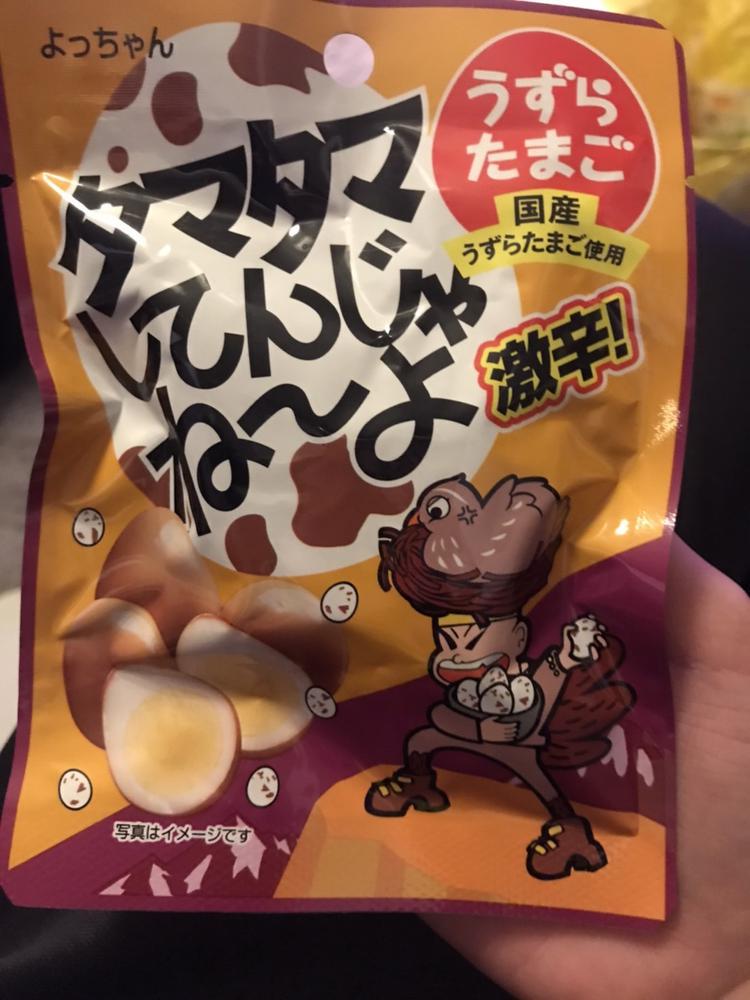 よっちゃん
うずら
たまご
国産
うずらたまご使用
タマタマ
してんじゃ
ね〜よ
激辛!
写真はイメージです